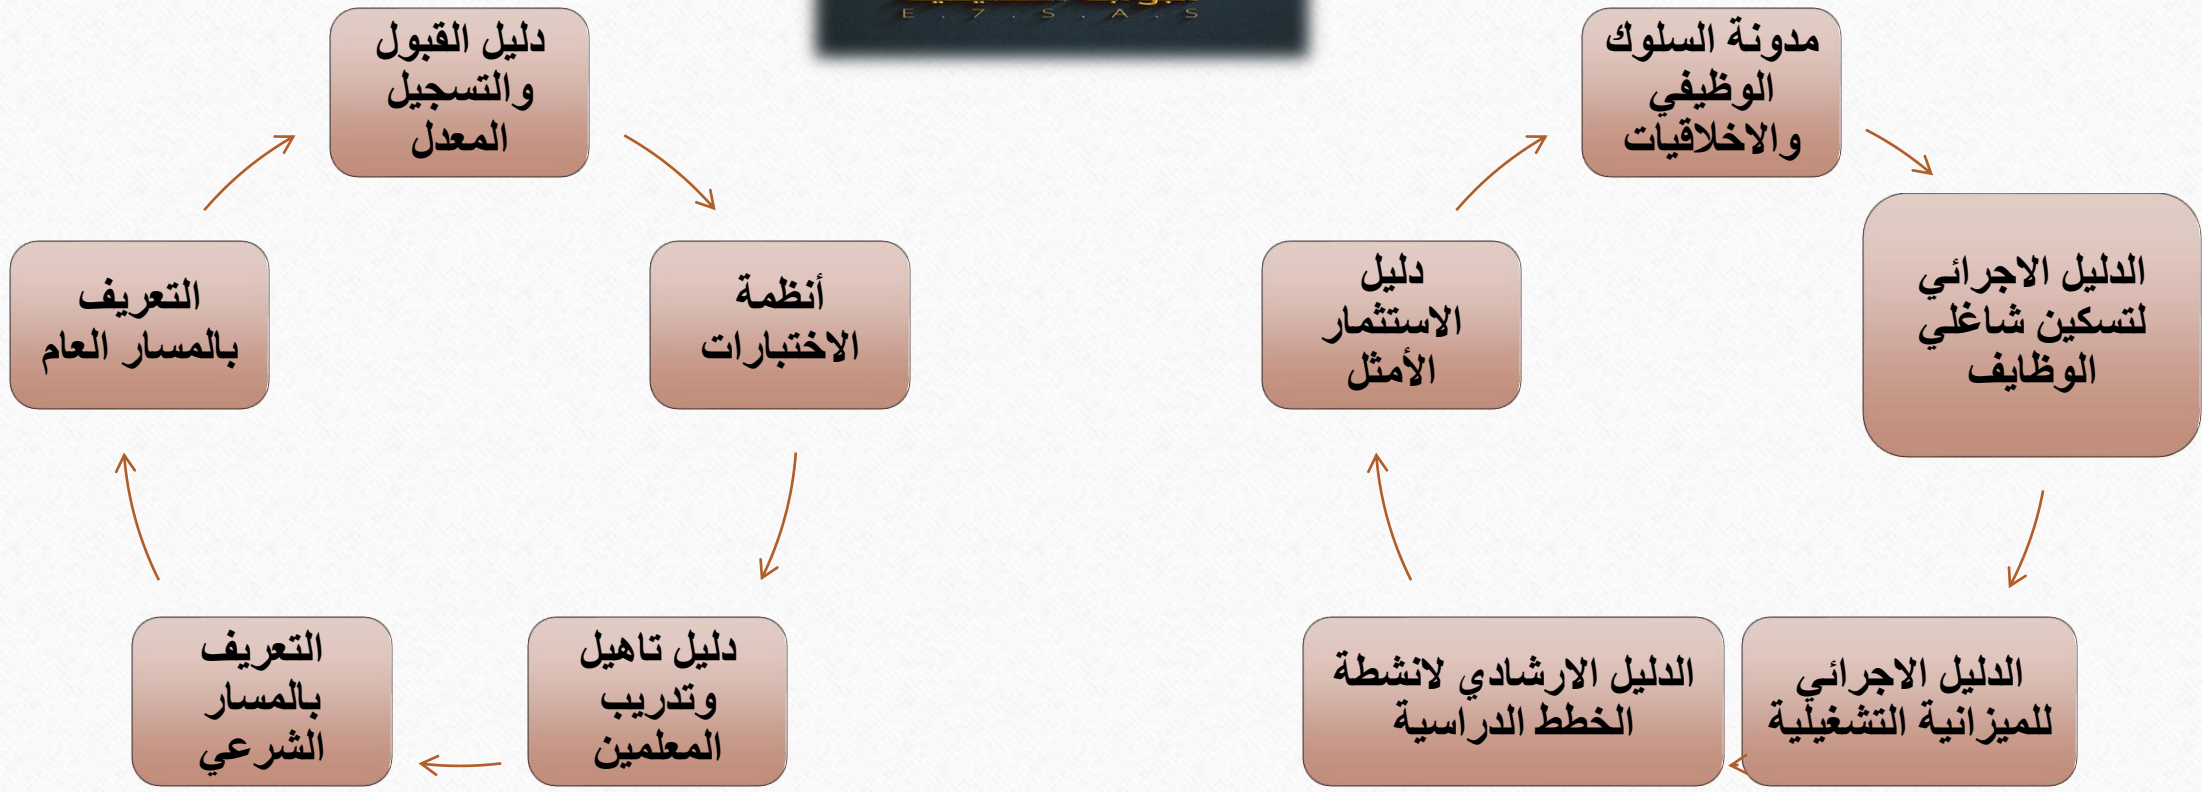 E . 7 . S . A . S
مدونة السلوك
الوظيفي
والاخلاقيات
الدليل الاجرائي
لتسكين شاغلي
الوظايف
الدليل الاجرائي
للميزانية التشغيلية
الدليل الارشادي لانشطة
الخطط الدراسية
دليل
الاستثمار
الأمثل
دليل القبول
والتسجيل
المعدل
أنظمة
الاختبارات
دليل تاهيل
وتدريب
المعلمين
التعريف
بالمسار
الشرعي
التعريف
بالمسار العام